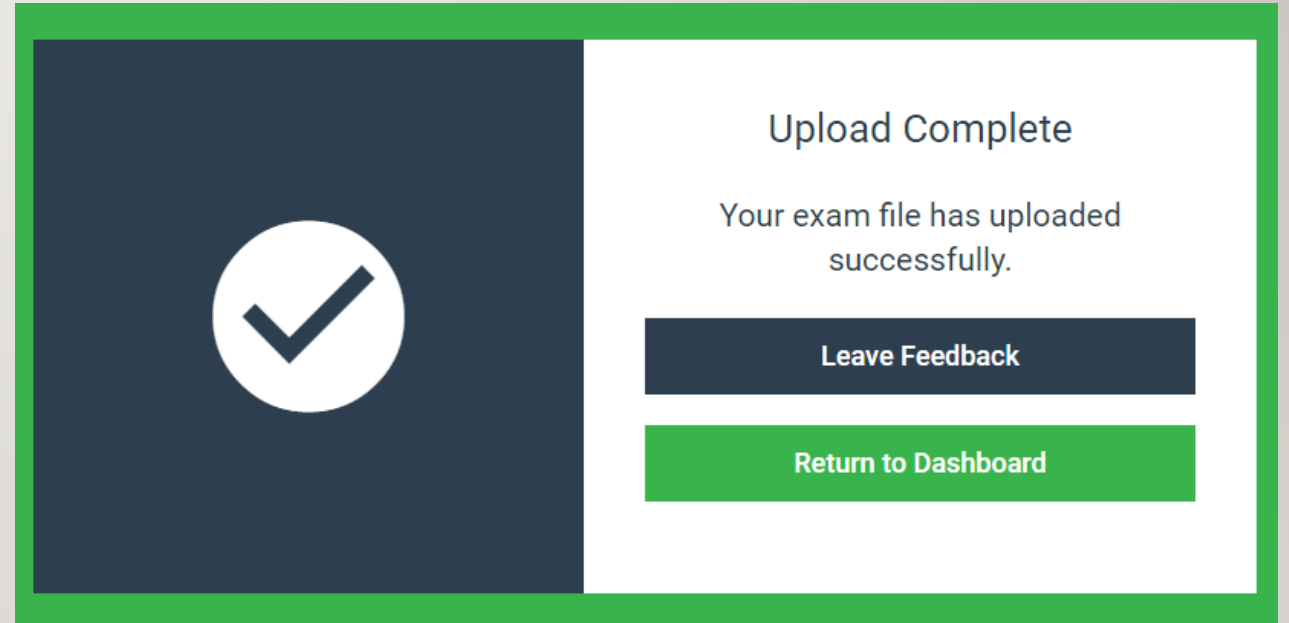 Upload Complete
Your exam file has uploaded
successfully.
Leave Feedback
Return to Dashboard